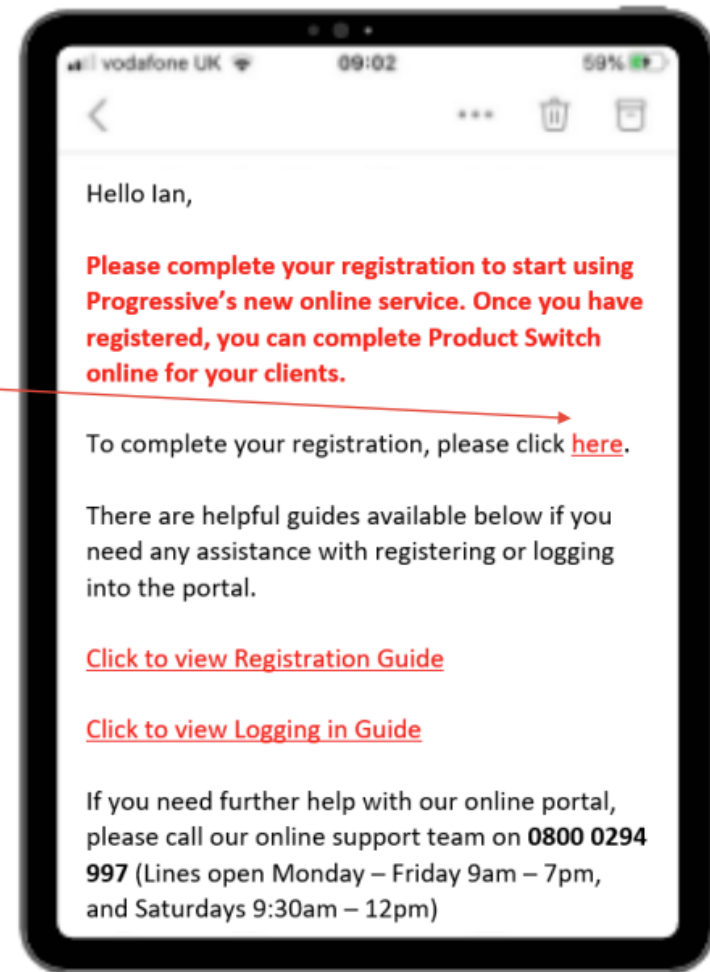 vodafone UK 09:02 59%
Hello Ian,
Please complete your registration to start using
Progressive’s new online service. Once you have
registered, you can complete Product Switch
online for your clients.
To complete your registration, please click here.
There are helpful guides available below if you
need any assistance with registering or logging
into the portal.
Click to view Registration Guide
Click to view Logging in Guide
If you need further help with our online portal,
please call our online support team on 0800 0294
997 (Lines open Monday – Friday 9am – 7pm,
and Saturdays 9:30am – 12pm)